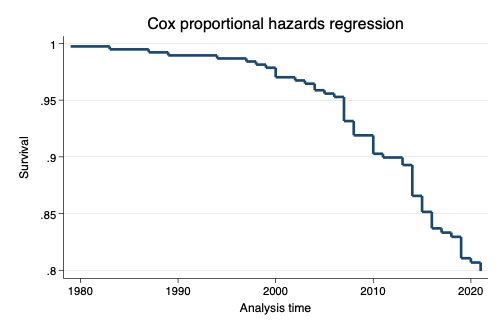 Cox proportional hazards regression
1
.95
.9
.85
.8
Survival
1980 1990 2000 2010 2020
Analysis time